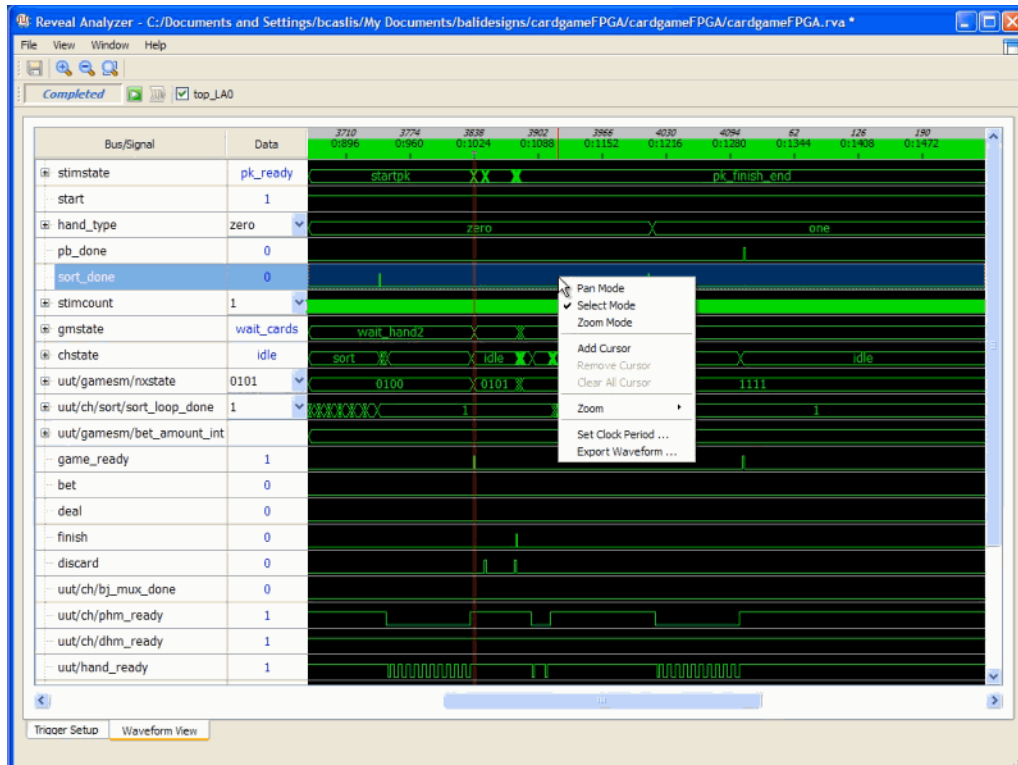 Reveal Analyzer - C:/Documents and Settings/bcaslis/My Documents/balidesigns/cardgameFPGA/cardgameFPGA/cardgameFPGA.rva *
File View Window Help
Completed top_LA0
3710 3774 3838 3902 3966 4030 4094 62 126 190
Bus/Signal Data 0:896 0:960 0:1024 0:1088 0:1152 0:1216 0:1280 0:1344 0:1408 0:1472
stimstate pk_ready startpk pk_finish_end
start 1
hand_type zero zero one
pb_done 0
sort_done 0
Pan Mode
stimcount 1
Select Mode
Zoom Mode
gmstate wait_cards wait_hand2
Add Cursor
chstate idle sort idle idle
Remove Cursor
Clear All Cursor
uut/gamesm/nxstate 0101 0100 0101 1111
uut/ch/sort/sort_loop_done 1 1 1
Zoom
uut/gamesm/bet_amount_int
Set Clock Period ...
Export Waveform ...
game_ready 1
bet 0
deal 0
finish 0
discard 0
uut/ch/bj_mux_done 0
uut/ch/phm_ready 1
uut/ch/dhm_ready 1
uut/hand_ready 1
Trigger Setup Waveform View